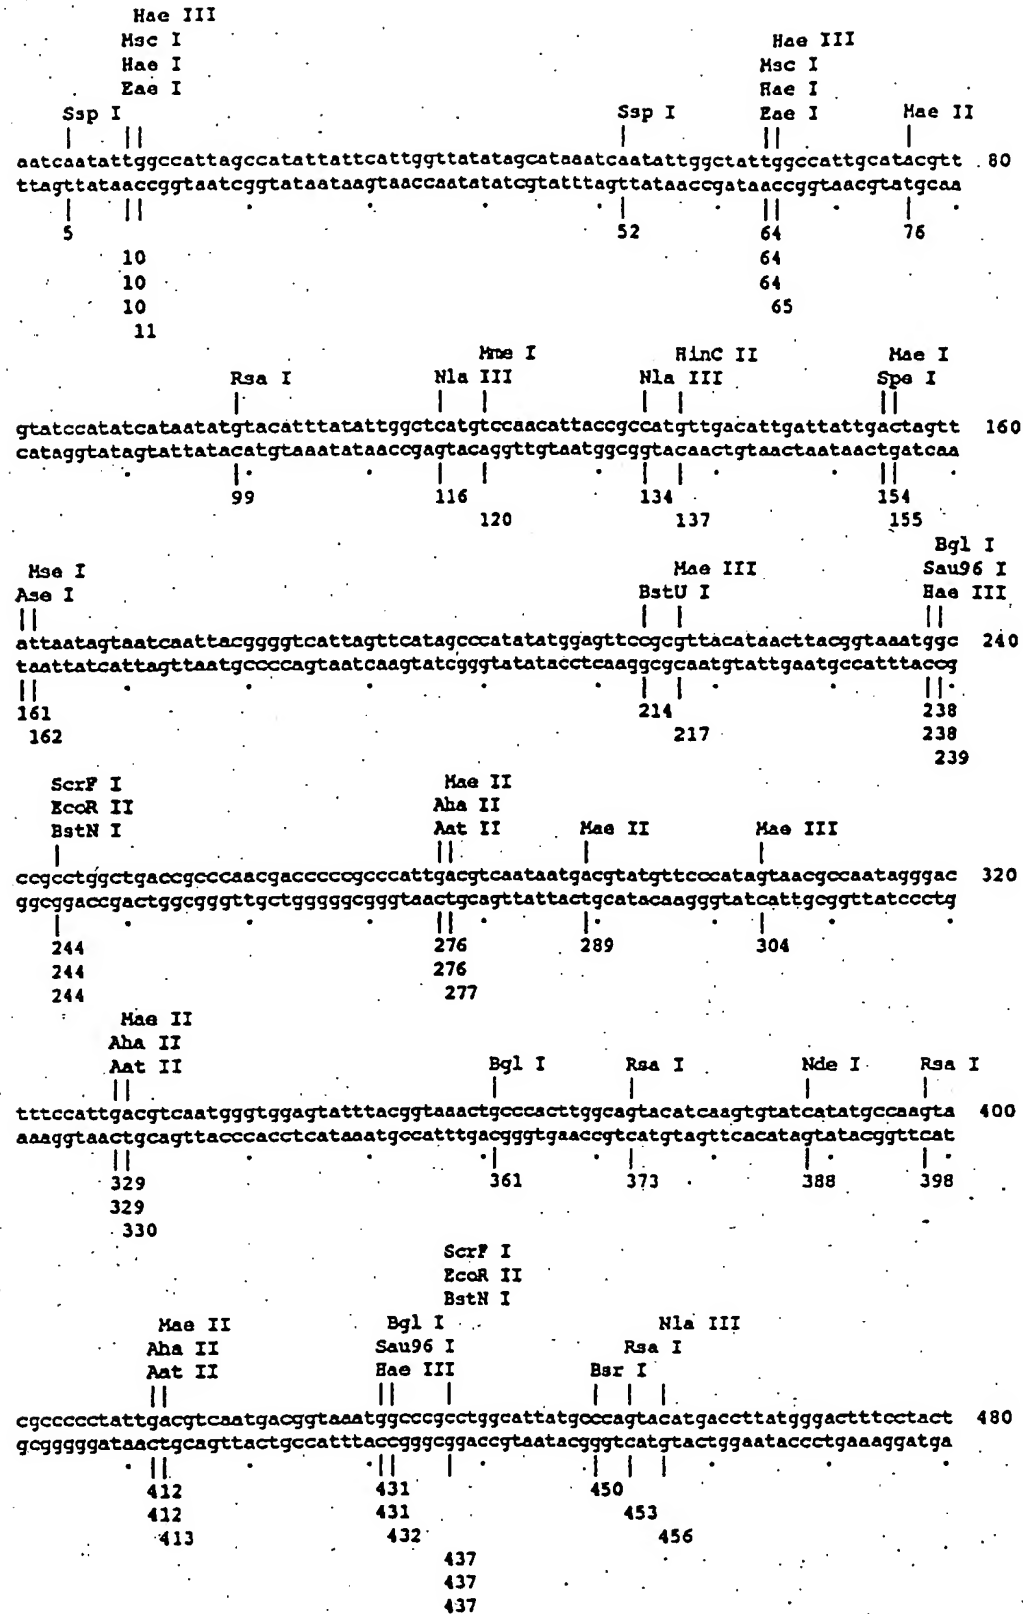 Hae III
Msc I Hae III
Hae I Msc I
Eae I Hae I
Ssp I Ssp I Eae I Mae II
aatcaatattggccattagccatattattcattggttatatagcataaatcaatattggctattggccattgcatacgtt 80
ttagttataaccggtaatcggtataataagtaaccaatatatcgtatttagttataaccgataaccggtaacgtatgcaa
5 52 64 76
10 64
10 64
10 65
11
Mme I HinC II Mae I
Rsa I Nla III Nla III Spe I
gtatccatatcataatatgtacatttatattggctcatgtccaacattaccgccatgttgacattgattattgactagtt 160
cataggtatagtattatacatgtaaatataaccgagtacaggttgtaatggcggtacaactgtaactaataactgatcaa
99 116 134 154
120 137 155
Bgl I
Mse I Mae III Sau96 I
Ase I BstU I Hae III
attaatagtaatcaattacggggtcattagttcatagcccatatatggagttccgcgttacataacttacggtaaatggc 240
taattatcattagttaatgccccagtaatcaagtatcgggtatatacctcaaggcgcaatgtattgaatgccatttaccg
161 214 238
162 217 238
239
ScrF I Mae II
EcoR II Aha II
BstN I Aat II Mae II Mae III
ccgcctggctgaccgcccaacgacccccgcccattgacgtcaataatgacgtatgttcccatagtaacgccaatagggac 320
ggcggaccgactggcgggttgctgggggcgggtaactgcagttattactgcatacaagggtatcattgcggttatccctg
244 276 289 304
244 276
244 277
Mae II
Aha II
Aat II Bgl I Rsa I Nde I Rsa I
tttccattgacgtcaatgggtggagtatttacggtaaactgcccacttggcagtacatcaagtgtatcatatgccaagta 400
aaaggtaactgcagttacccacctcataaatgccatttgacgggtgaaccgtcatgtagttcacatagtatacggttcat
329 361 373 388 398
329
330
ScrF I
EcoR II
BstN I
Mae II Bgl I Nla III
Aha II Sau96 I Rsa I
Aat II Hae III Bsr I
cgccccctattgacgtcaatgacggtaaatggcccgcctggcattatgcccagtacatgaccttatgggactttcctact 480
gcgggggataactgcagttactgccatttaccgggcggaccgtaatacgggtcatgtactggaataccctgaaaggatga
412 431 450
412 431 453
413 432 456
437
437
437